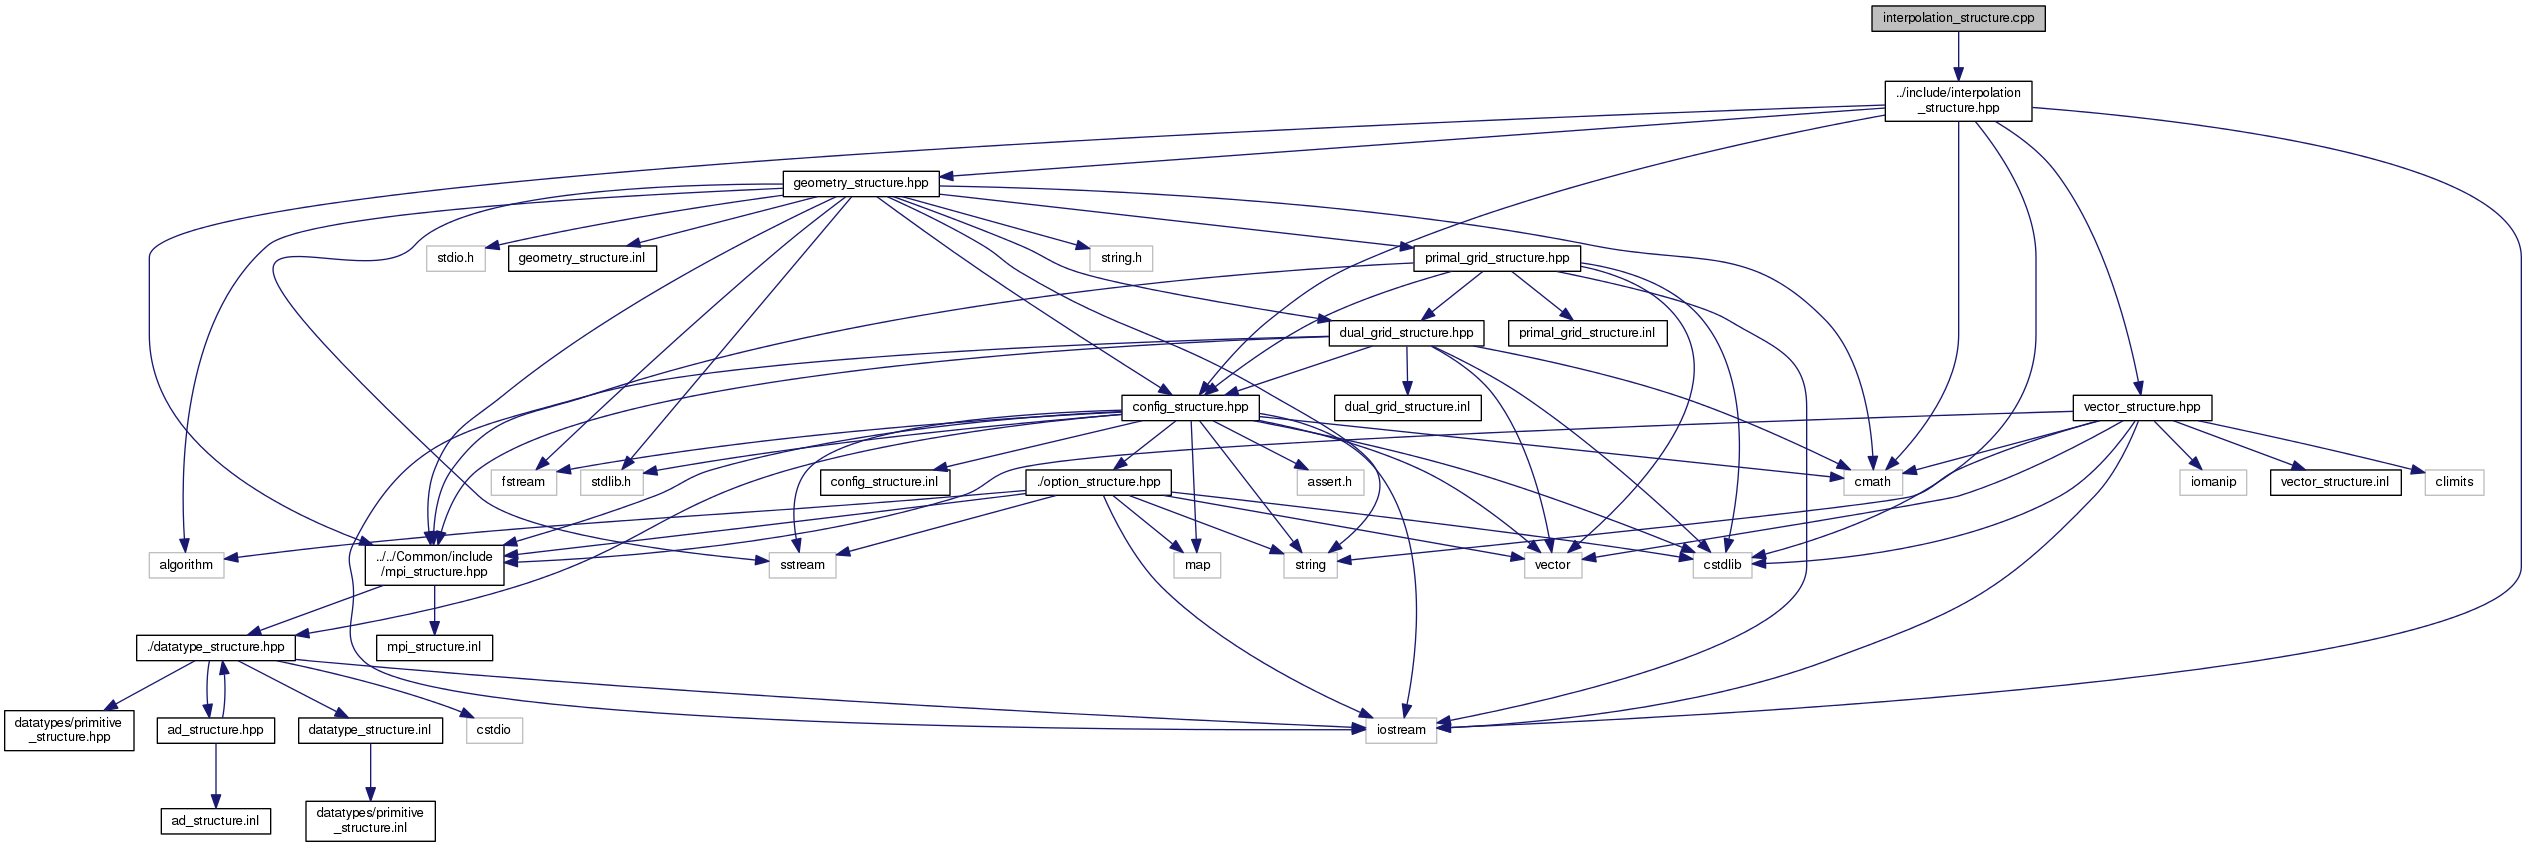 interpolation_structure.cpp
../include/interpolation
_structure.hpp
geometry_structure.hpp
stdio.h
geometry_structure.inl
string.h
primal_grid_structure.hpp
dual_grid_structure.hpp
primal_grid_structure.inl
config_structure.hpp
dual_grid_structure.inl
vector_structure.hpp
fstream
stdlib.h
config_structure.inl
./option_structure.hpp
assert.h
cmath
iomanip
vector_structure.inl
climits
algorithm
../../Common/include
/mpi_structure.hpp
sstream
map
string
vector
cstdlib
./datatype_structure.hpp
mpi_structure.inl
datatypes/primitive
_structure.hpp
ad_structure.hpp
datatype_structure.inl
cstdio
iostream
ad_structure.inl
datatypes/primitive
_structure.inl